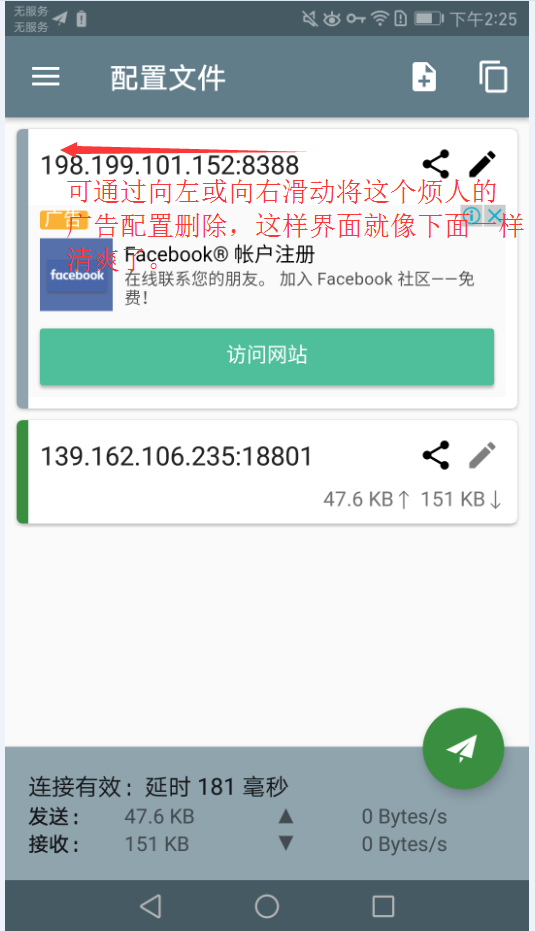 无服务
无服务
下午2:25
配置文件
198.199.101.152:8388
可通过向左或向右滑动将这个烦人的
广告配置删除，这样界面就像下面一样
清爽了。
广告
facebook
Facebook® 帐户注册
在线联系您的朋友。 加入 Facebook 社区——免
费！
访问网站
139.162.106.235:18801
47.6 KB↑ 151 KB↓
连接有效：延时 181 毫秒
发送： 47.6 KB ▲ 0 Bytes/s
接收： 151 KB ▼ 0 Bytes/s